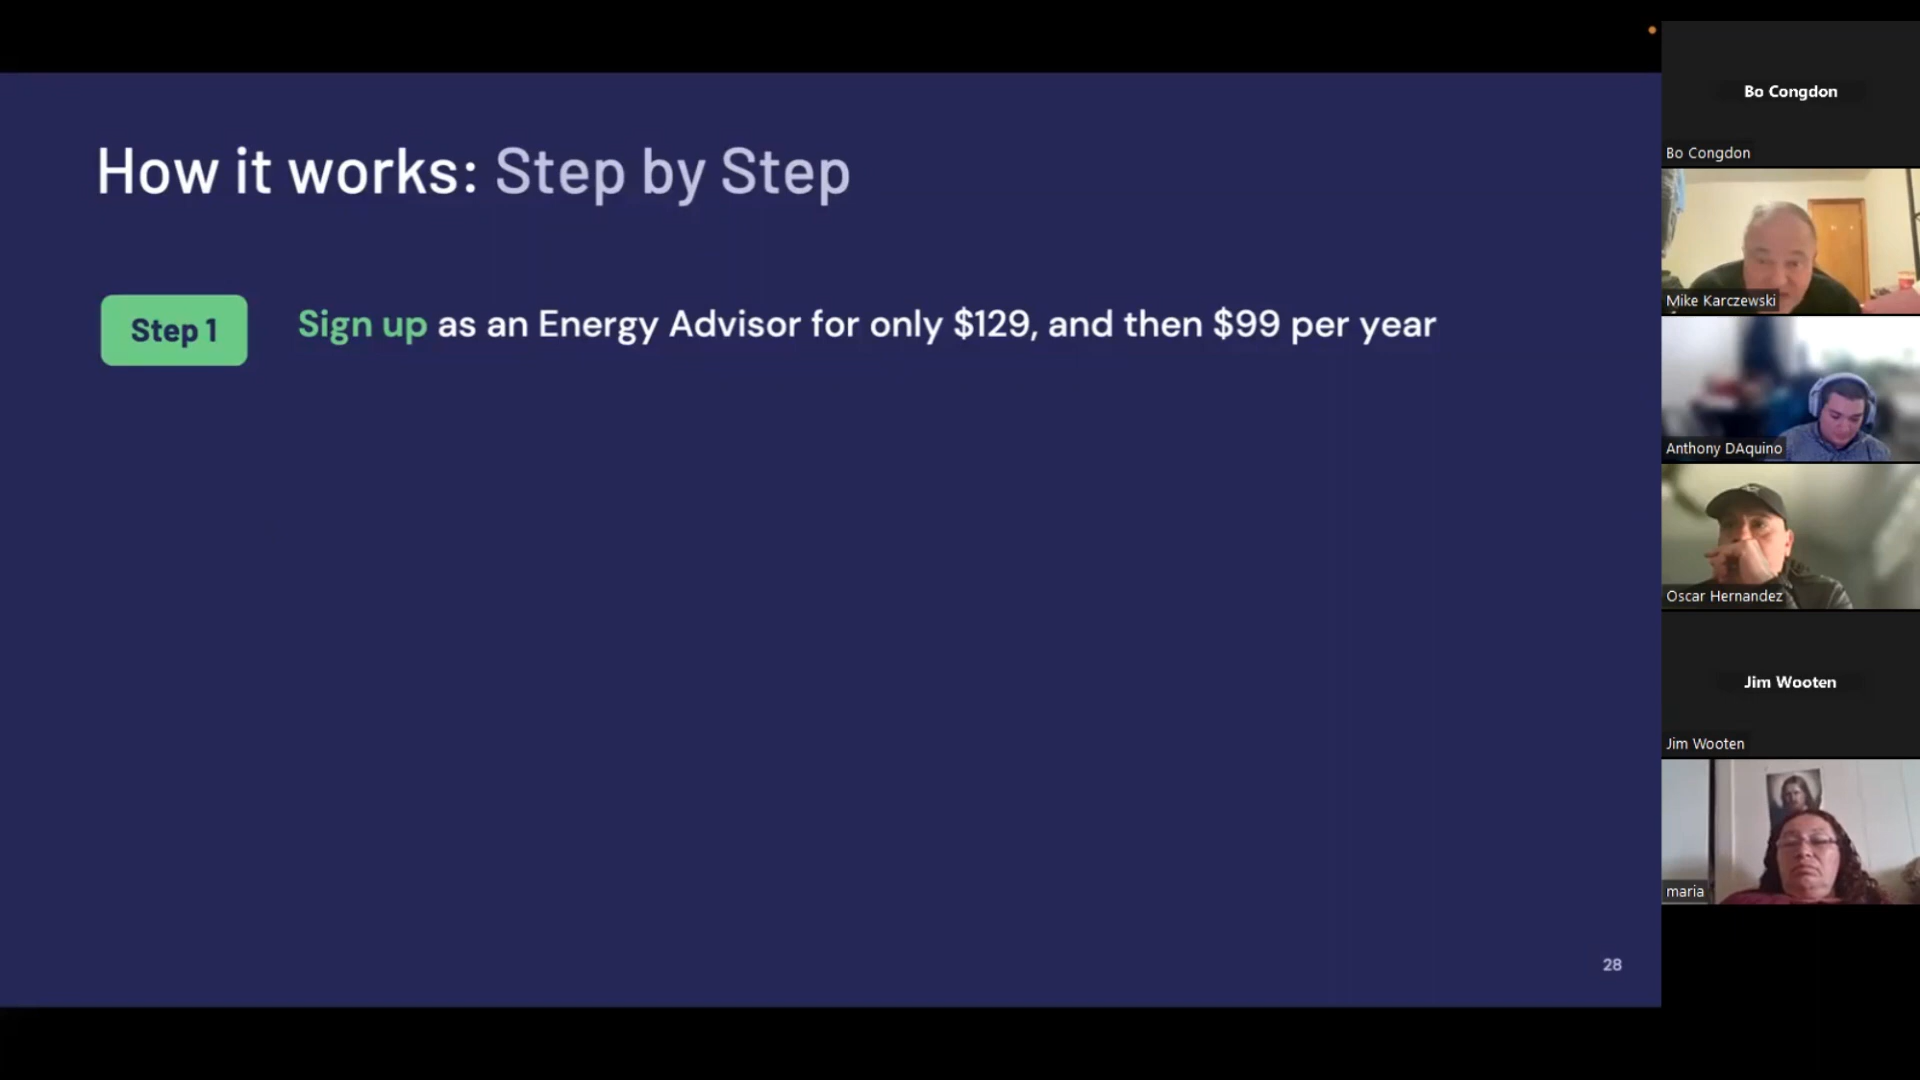 How it works: Step by Step
Step 1
Sign up as an Energy Advisor for only $129, and then $99 per year
28
Bo Congdon
Bo Congdon
Mike Karczewski
Anthony DAquino
Oscar Hernandez
Jim Wooten
Jim Wooten
maria